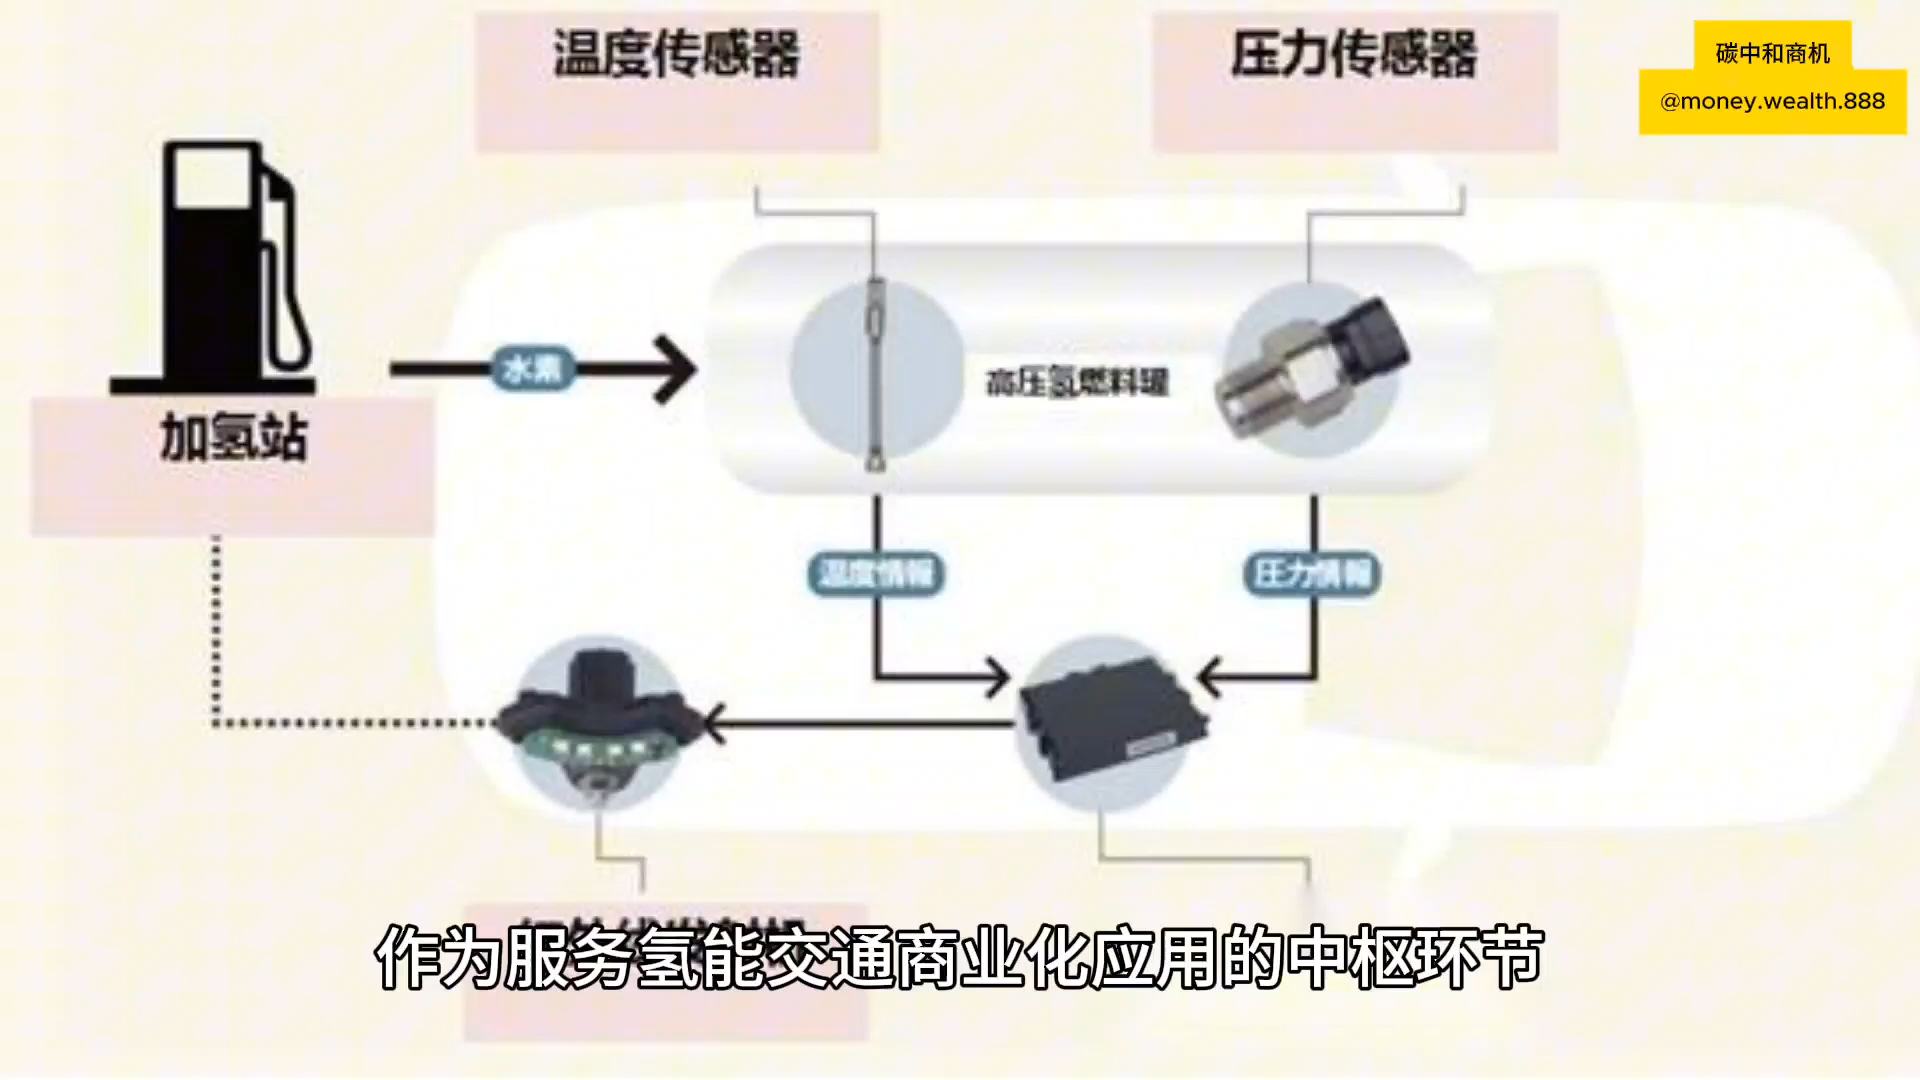 温度传感器
压力传感器
碳中和商机
@money.wealth.888
水素
高压氢燃料罐
加氢站
温度情報
圧力情報
作为服务氢能交通商业化应用的中枢环节